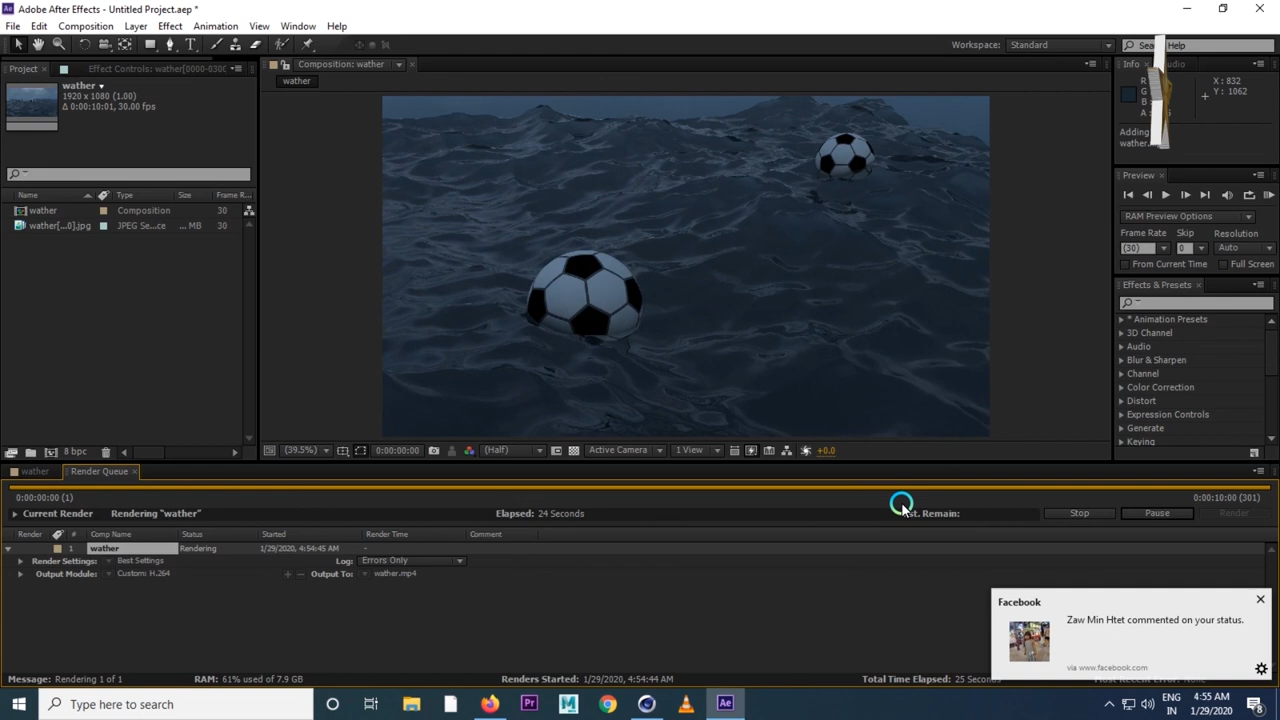 Adobe After Effects - Untitled Project.aep *
File Edit Composition Layer Effect Animation View Window Help
Workspace: Standard Help
Project Effect Controls: wather[0000-0300
Composition: wather
Info
wather
wather
1920 x 1080 (1.00)
Δ 0:00:10:01, 30.00 fps
R X : 832
G Y : 1062
B
A :
Adding
Preview
Name Type Size Frame R...
wather Composition 30
wather[...0].jpg JPEG Se...ce ... MB 30
RAM Preview Options
Frame Rate Skip Resolution
(30) 0 Auto
From Current Time Full Screen
Effects & Presets
* Animation Presets
3D Channel
Audio
Blur & Sharpen
Channel
Color Correction
Distort
Expression Controls
Generate
Keying
8 bpc
(39.5%) 0:00:00:00 (Half) Active Camera 1 View +0.0
wather Render Queue
0:00:00:00 (1) 0:00:10:00 (301)
Current Render Rendering "wather" Elapsed: 24 Seconds Remain: Stop Pause Render
Render # Comp Name Status Started Render Time Comment
1 wather Rendering 1/29/2020, 4:54:45 AM -
Render Settings: Best Settings Log: Errors Only
Output Module: Custom: H.264 Output To: wather.mp4
Facebook
Zaw Min Htet commented on your status.
via www.facebook.com
Message: Rendering 1 of 1 RAM: 61% used of 7.9 GB Renders Started: 1/29/2020, 4:54:44 AM Total Time Elapsed: 25 Seconds Most Recent Error: None
Type here to search
Pr
M
Ae
ENG
IN
4:55 AM
1/29/2020
8